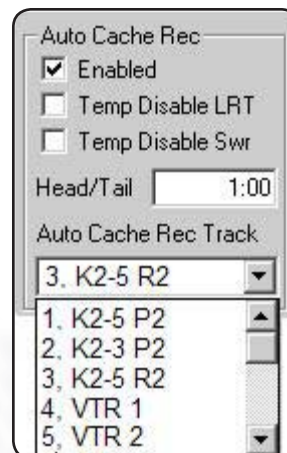 Auto Cache Rec
Enabled
Temp Disable LRT
Temp Disable Swr
Head/Tail 1:00
Auto Cache Rec Track
3, K2-5 R2
1, K2-5 P2
2, K2-3 P2
3, K2-5 R2
4, VTR 1
5, VTR 2